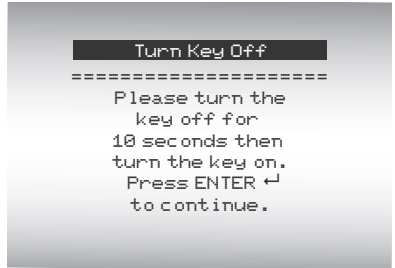 Turn Key Off
=====================
Please turn the
key off for
10 seconds then
turn the key on.
Press ENTER ↵
to continue.